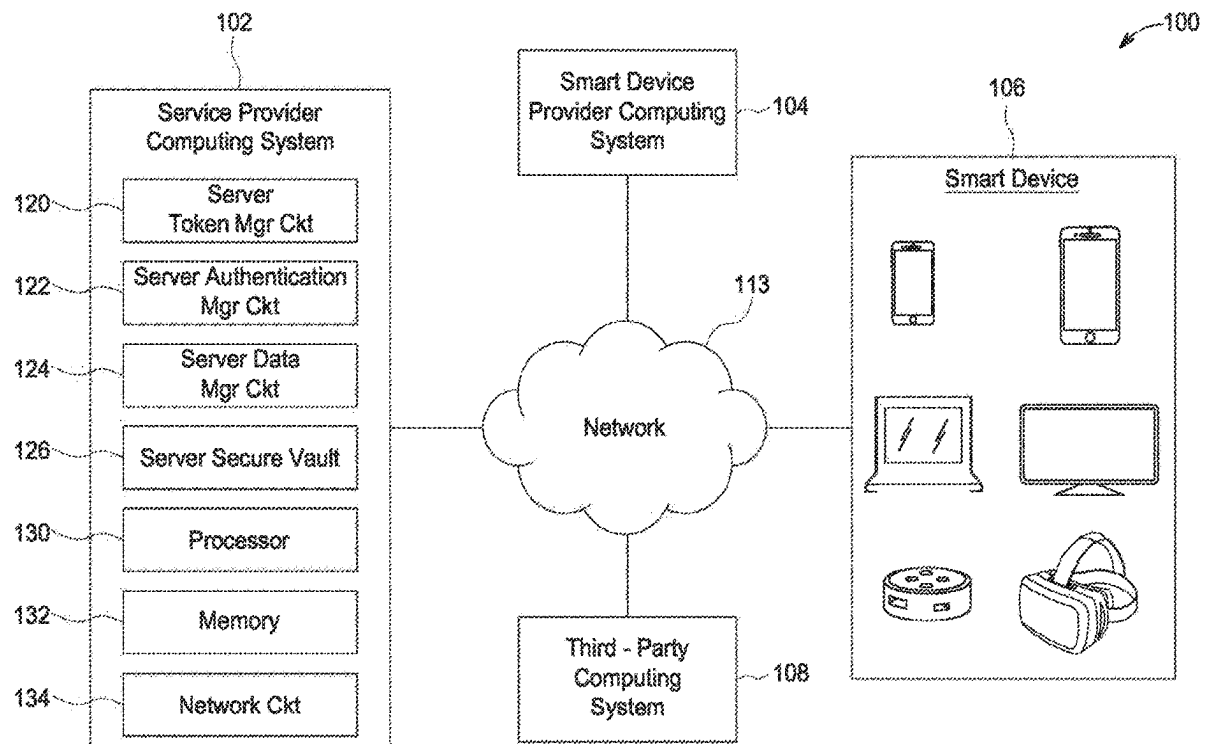 102
100
Service Provider
Computing System
120
Server
Token Mgr Ckt
122
Server Authentication
Mgr Ckt
124
Server Data
Mgr Ckt
126
Server Secure Vault
130
Processor
132
Memory
134
Network Ckt
Smart Device
Provider Computing
System
104
113
Network
Third - Party
Computing
System
108
106
Smart Device